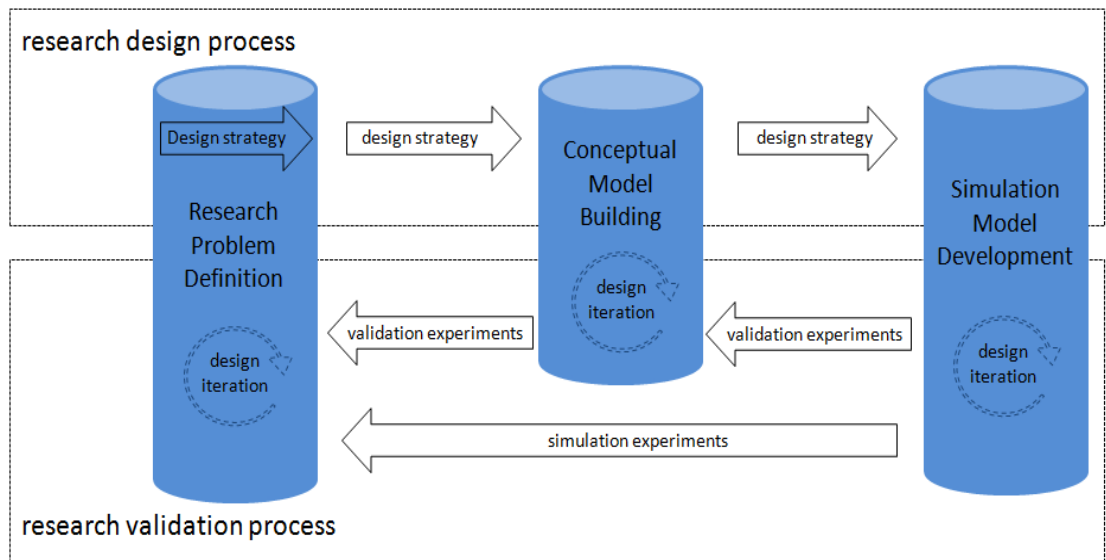 research design process
Design strategy
design strategy
design strategy
Research
Problem
Definition
Conceptual
Model
Building
Simulation
Model
Development
design
iteration
design
iteration
design
iteration
validation experiments
validation experiments
simulation experiments
research validation process